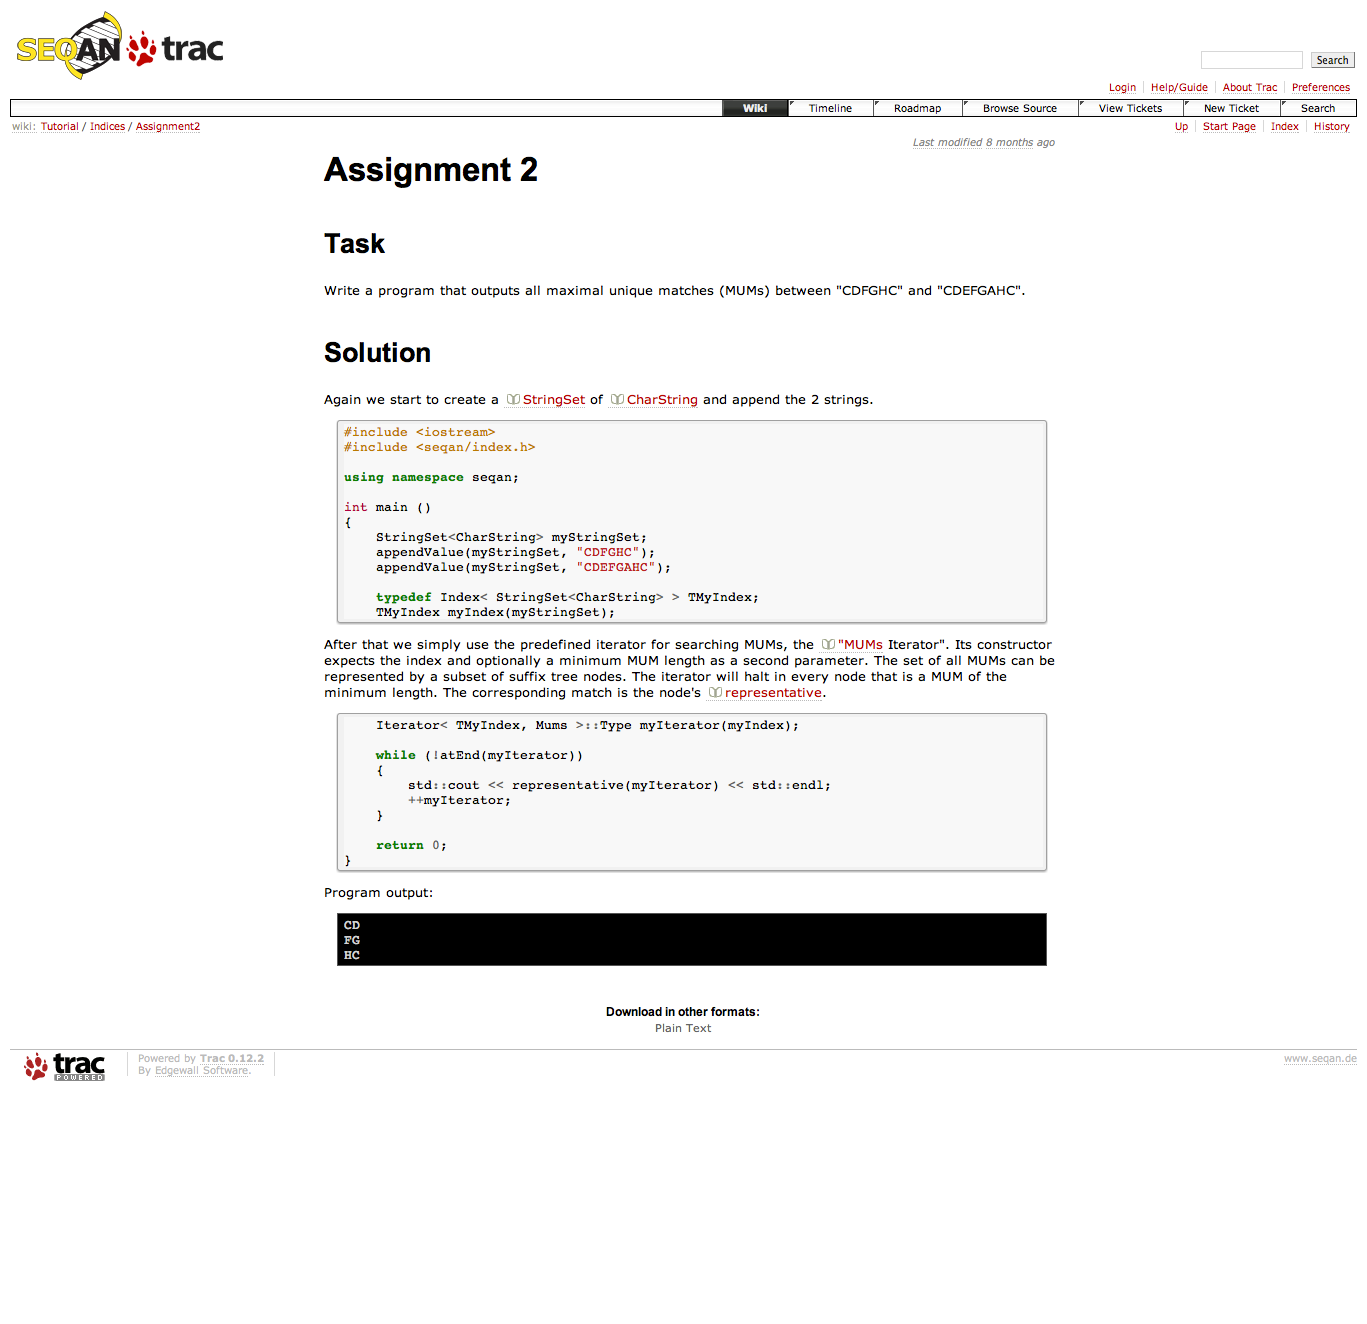 SEQAN trac
Search
Login Help/Guide About Trac Preferences
Wiki Timeline Roadmap Browse Source View Tickets New Ticket Search
wiki: Tutorial / Indices / Assignment2
Up Start Page Index History
Last modified 8 months ago
Assignment 2
Task
Write a program that outputs all maximal unique matches (MUMs) between "CDFGHC" and "CDEFGAHC".
Solution
Again we start to create a StringSet of CharString and append the 2 strings.
#include <iostream>
#include <seqan/index.h>
using namespace seqan;
int main ()
{
    StringSet<CharString> myStringSet;
    appendValue(myStringSet, "CDFGHC");
    appendValue(myStringSet, "CDEFGAHC");
    typedef Index< StringSet<CharString> > TMyIndex;
    TMyIndex myIndex(myStringSet);
After that we simply use the predefined iterator for searching MUMs, the "MUMs Iterator". Its constructor
expects the index and optionally a minimum MUM length as a second parameter. The set of all MUMs can be
represented by a subset of suffix tree nodes. The iterator will halt in every node that is a MUM of the
minimum length. The corresponding match is the node's representative.
    Iterator< TMyIndex, Mums >::Type myIterator(myIndex);
    while (!atEnd(myIterator))
    {
        std::cout << representative(myIterator) << std::endl;
        ++myIterator;
    }
    return 0;
}
Program output:
CD
FG
HC
Download in other formats:
Plain Text
trac POWERED
Powered by Trac 0.12.2
By Edgewall Software.
www.seqan.de